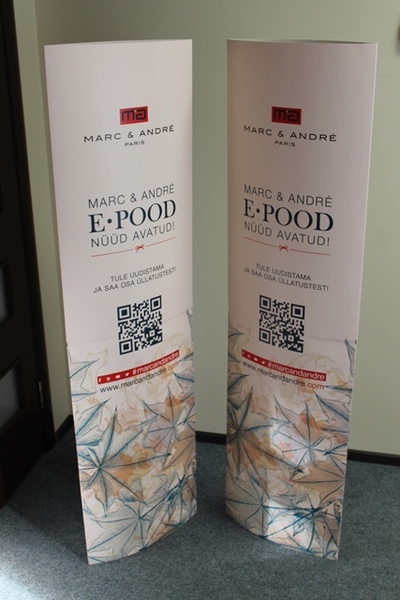 ma
MARC & ANDRÉ
PARIS
MARC & ANDRÉ
E·POOD
NÜÜD AVATUD!
TULE UUDISTAMA
JA SAA OSA ÜLLATUSTEST!
#marcandandre
www.marcandandre.com
ma
MARC & ANDRÉ
PARIS
MARC & ANDRÉ
E·POOD
NÜÜD AVATUD!
TULE UUDISTAMA
JA SAA OSA ÜLLATUSTEST!
#marcandandre
www.marcandandre.com